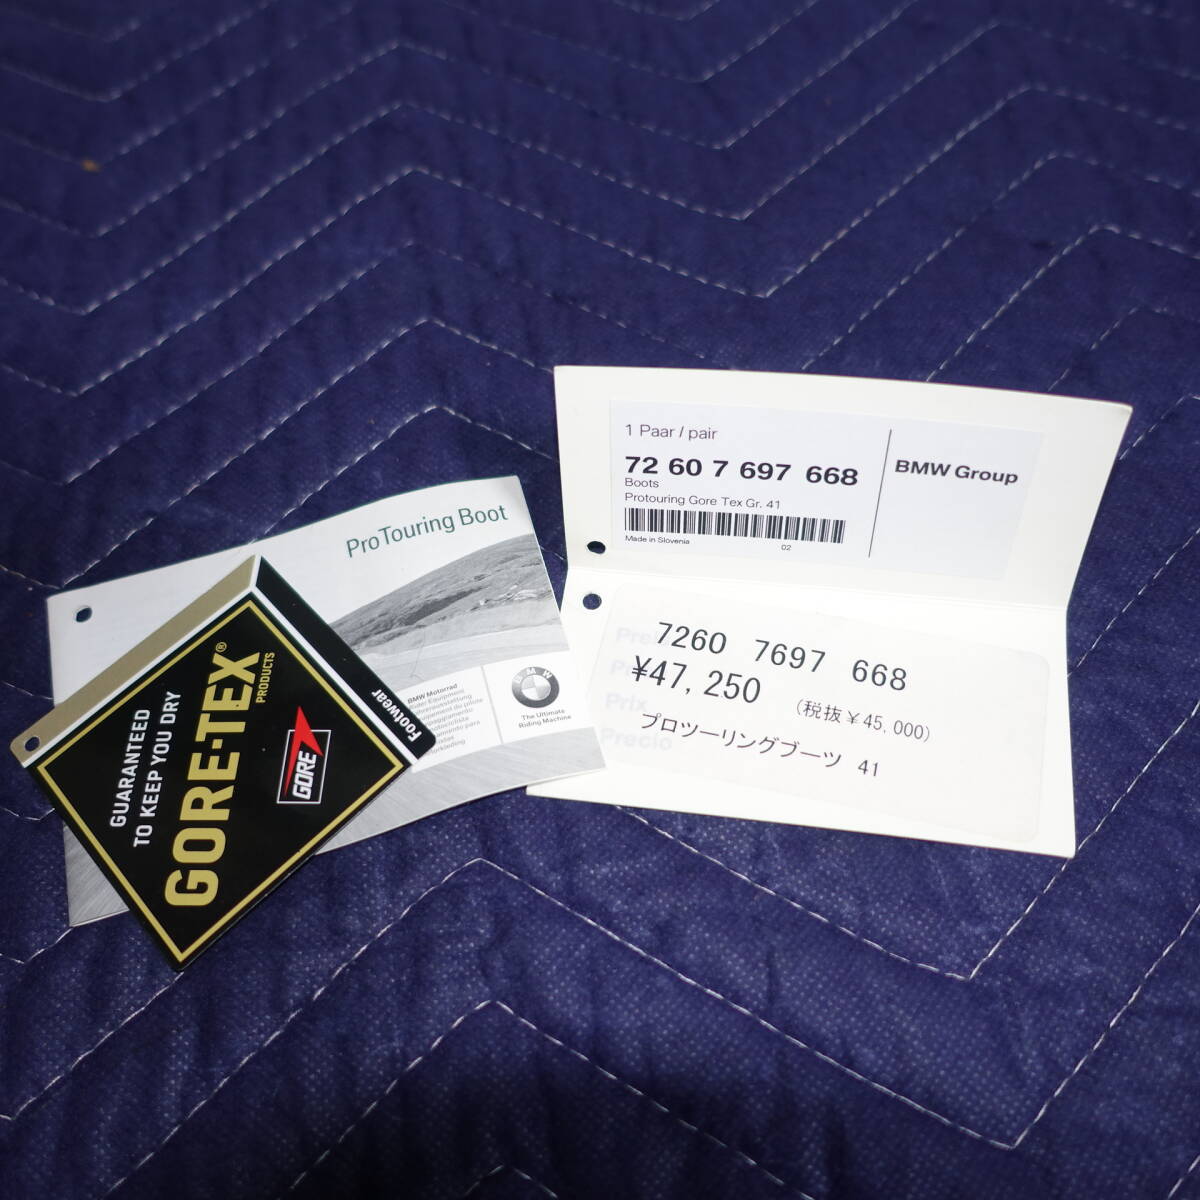 1 Paar / pair
72 60 7 697 668
Boots
Protouring Gore Tex Gr. 41
Made in Slovenia
02
BMW Group
7260 7697 668
¥47,250
(税抜¥45,000)
プロツーリングブーツ 41
Prix
Precio
ProTouring Boot
BMW Motorrad
BMW
The Ultimate
Riding Machine
GUARANTEED
TO KEEP YOU DRY
GORE-TEX®
PRODUCTS
GORE
Footwear